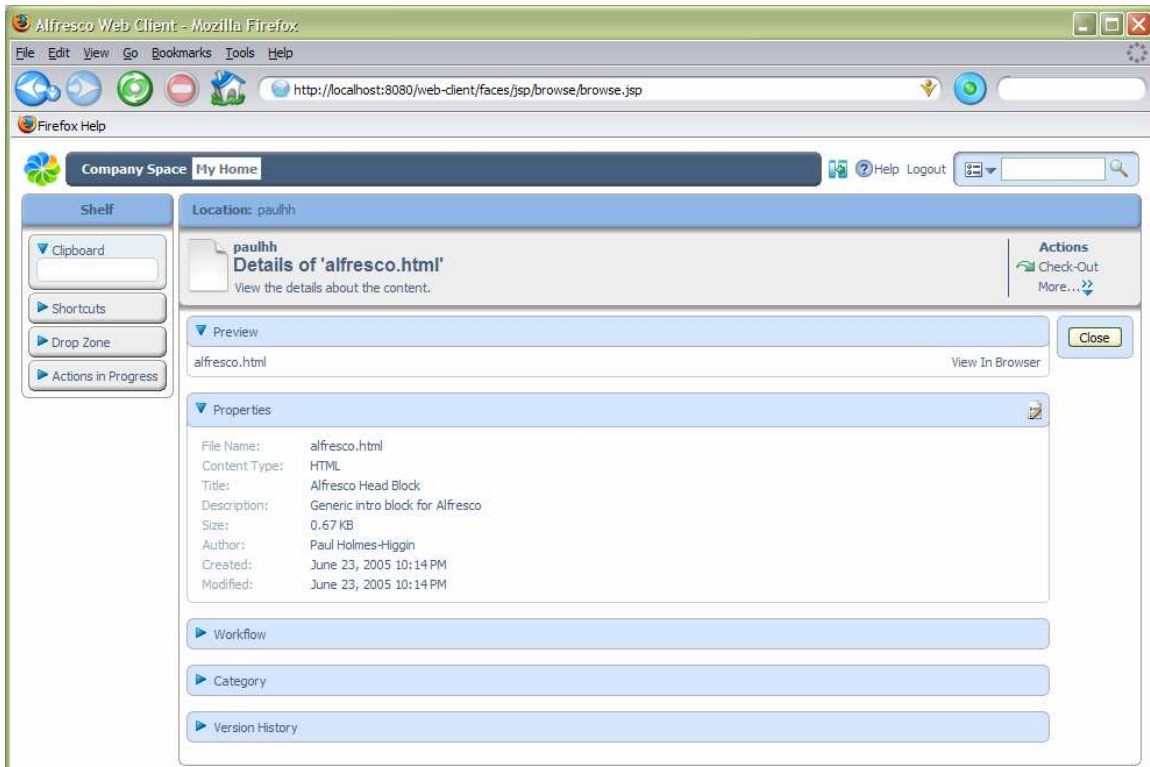 Alfresco Web Client - Mozilla Firefox
File Edit View Go Bookmarks Tools Help
http://localhost:8080/web-client/faces/jsp/browse/browse.jsp
Firefox Help
Company Space My Home
Help Logout
Shelf
Clipboard
Shortcuts
Drop Zone
Actions in Progress
Location: paulhh
paulhh
Details of 'alfresco.html'
View the details about the content.
Actions
Check-Out
More...
Preview
alfresco.html View In Browser
Close
Properties
File Name: alfresco.html
Content Type: HTML
Title: Alfresco Head Block
Description: Generic intro block for Alfresco
Size: 0.67 KB
Author: Paul Holmes-Higgin
Created: June 23, 2005 10:14 PM
Modified: June 23, 2005 10:14 PM
Workflow
Category
Version History